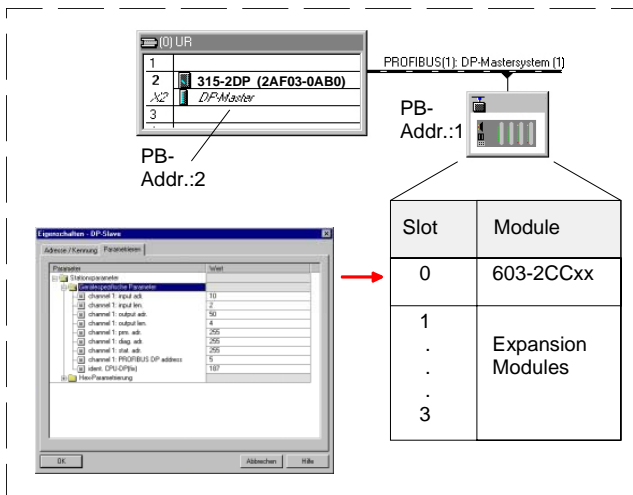 (0) UR
1
2 315-2DP (2AF03-0AB0)
X2 DP-Master
3
PROFIBUS(1): DP-Mastersystem (1)
PB-
Addr.:1
PB-
Addr.:2
Slot Module
0 603-2CCxx
1
.
.
.
3
Expansion
Modules
Eigenschaften - DP-Slave
Adresse / Kennung Parametrieren
Parameter Wert
Stationsparameter
Gerätespezifische Parameter
channel 1: input adr. 10
channel 1: input len. 2
channel 1: output adr. 50
channel 1: output len. 4
channel 1: prm. adr. 255
channel 1: diag. adr. 255
channel 1: stat. adr. 255
channel 1: PROFIBUS DP address 5
ident. CPU-DP(fix) 187
Hex-Parametrierung
OK Abbrechen Hilfe